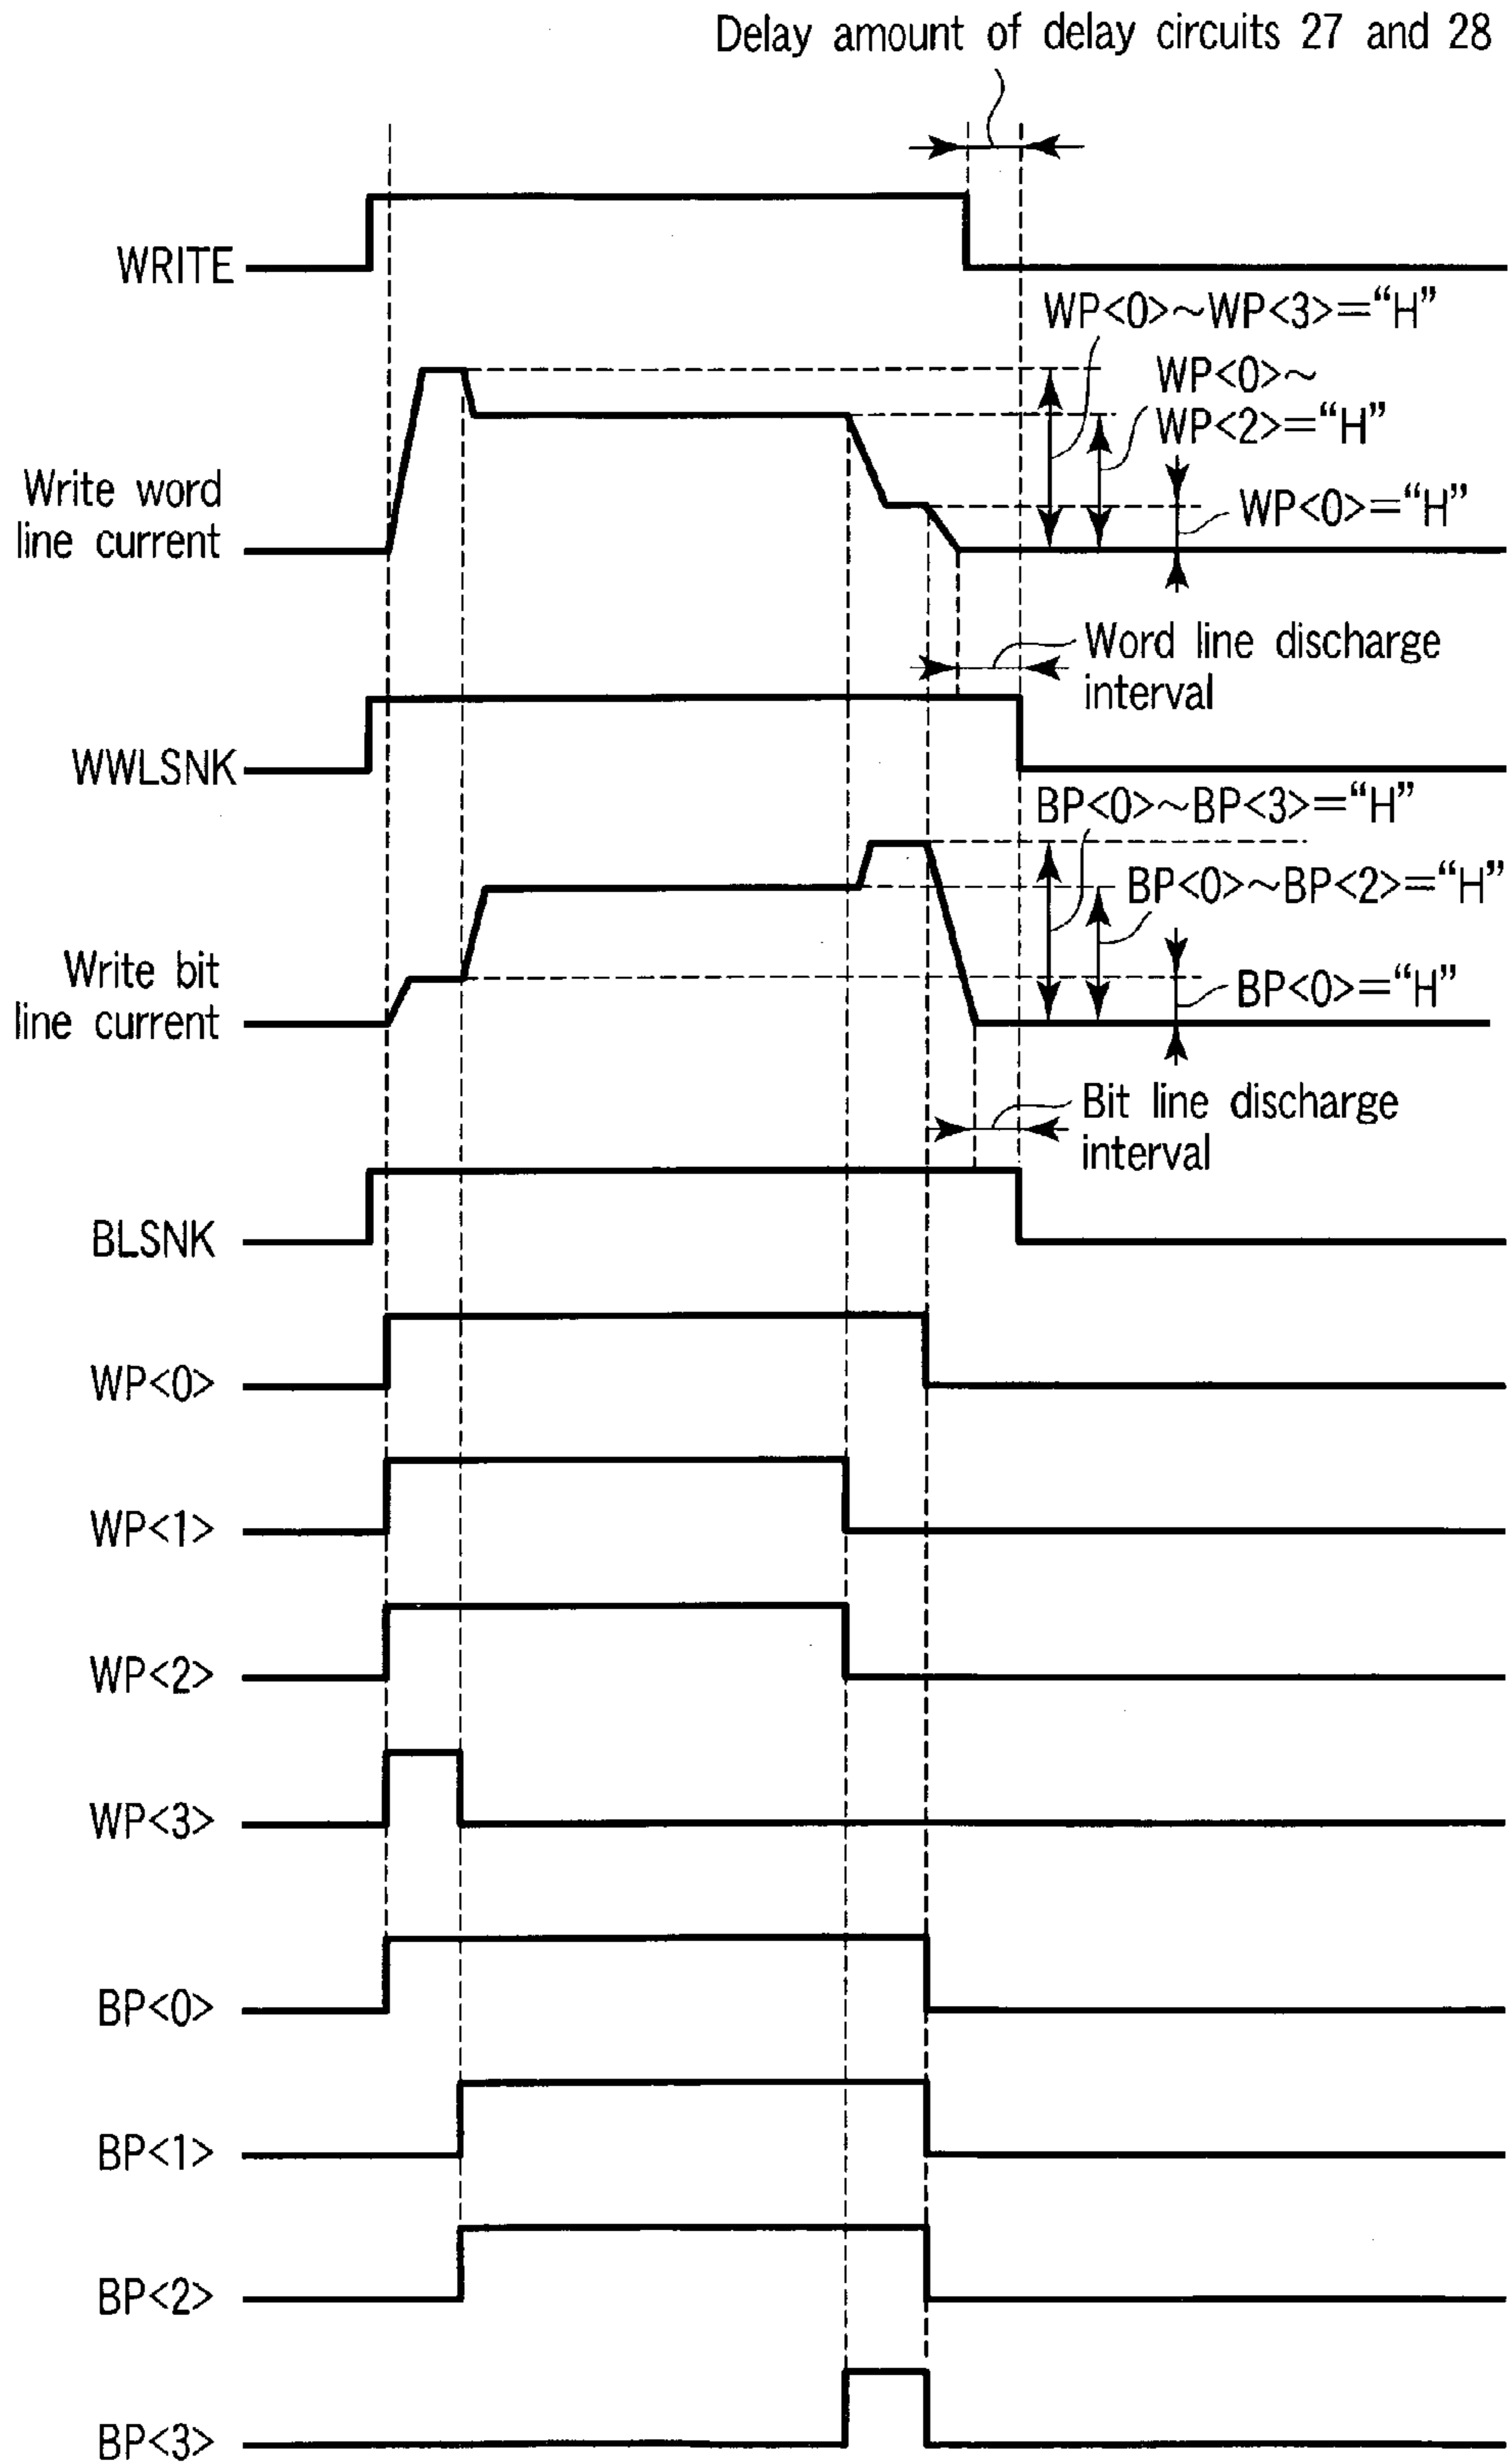 Delay amount of delay circuits 27 and 28
WRITE
WP<0>~WP<3>="H"
WP<0>~
WP<2>="H"
Write word
line current
WP<0>="H"
Word line discharge
interval
WWLSNK
BP<0>~BP<3>="H"
BP<0>~BP<2>="H"
Write bit
line current
BP<0>="H"
Bit line discharge
interval
BLSNK
WP<0>
WP<1>
WP<2>
WP<3>
BP<0>
BP<1>
BP<2>
BP<3>